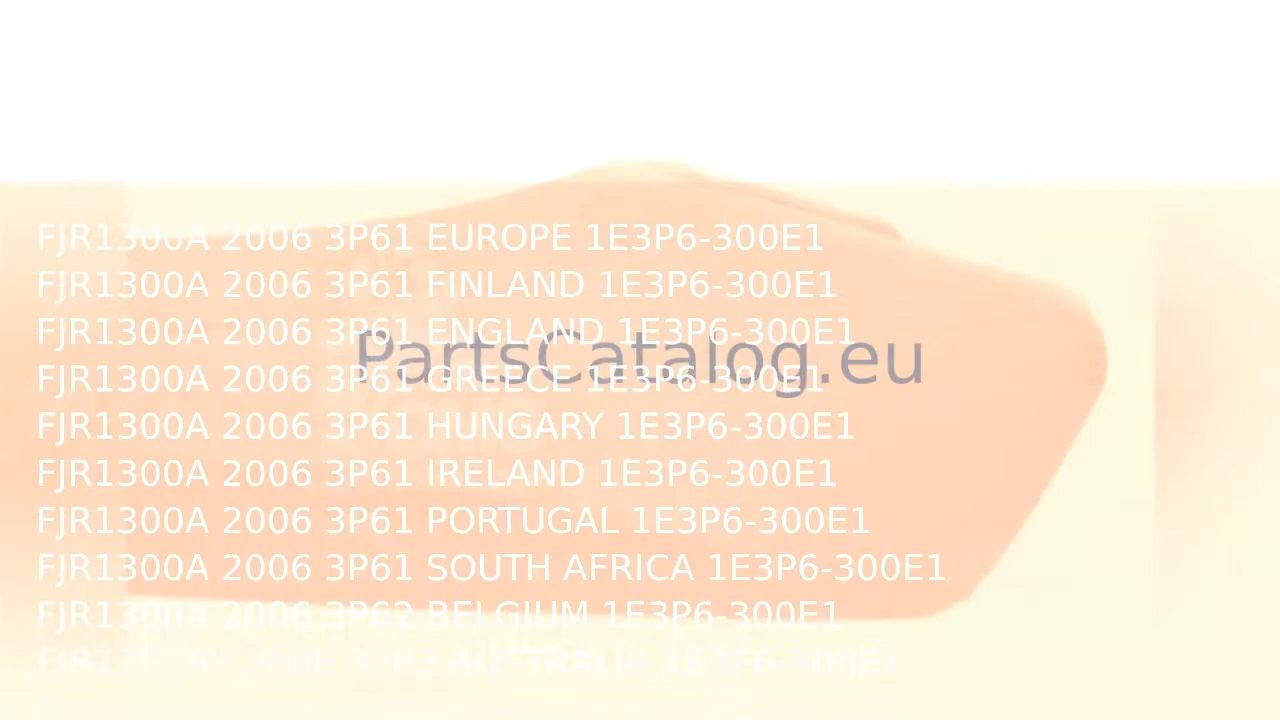 FJR1300A 2006 3P61 EUROPE 1E3P6-300E1
FJR1300A 2006 3P61 FINLAND 1E3P6-300E1
FJR1300A 2006 3P61 ENGLAND 1E3P6-300E1
PartsCatalog.eu
FJR1300A 2006 3P61 GREECE 1E3P6-300E1
FJR1300A 2006 3P61 HUNGARY 1E3P6-300E1
FJR1300A 2006 3P61 IRELAND 1E3P6-300E1
FJR1300A 2006 3P61 PORTUGAL 1E3P6-300E1
FJR1300A 2006 3P61 SOUTH AFRICA 1E3P6-300E1
2006 3P62 BELGIUM 1E3P6-300E1
2006 AUSTRALIA